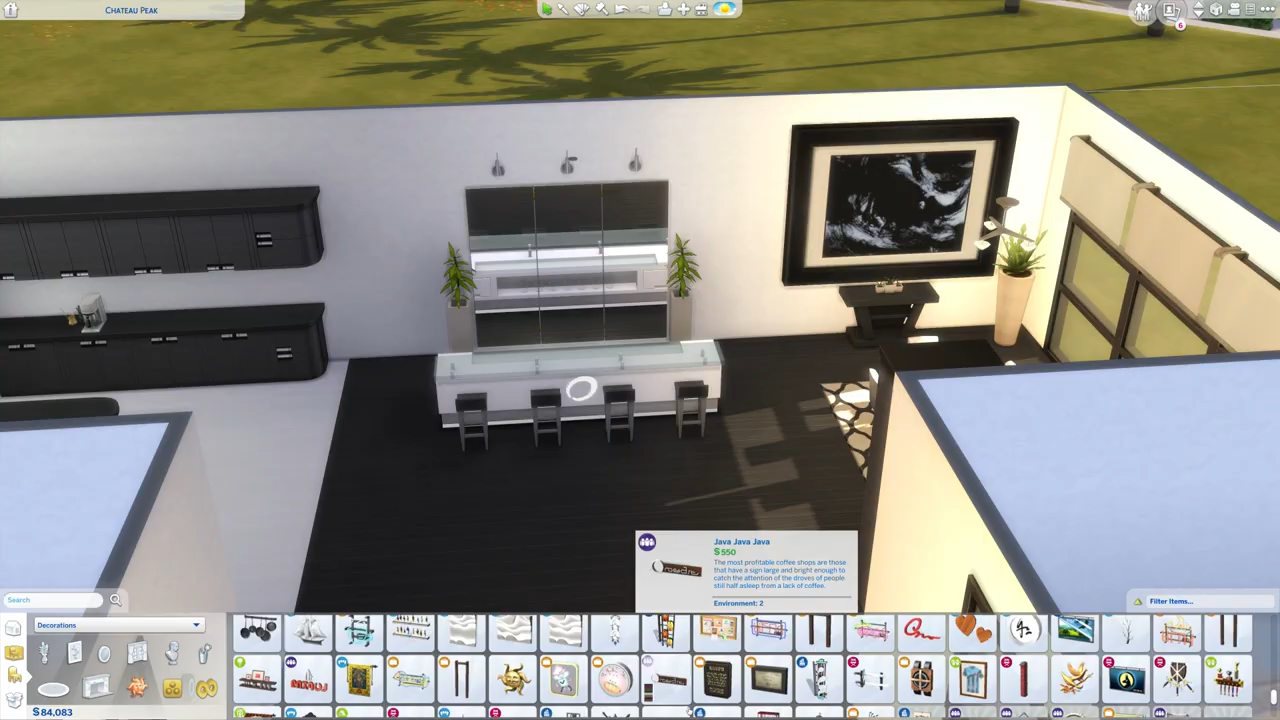 CHATEAU PEAK
6
Java Java Java
$550
The most profitable coffee shops are those
that have a sign large and bright enough to
catch the attention of the droves of people
still half asleep from a lack of coffee.
Environment: 2
Search
Filter Items...
Decorations
$84,083